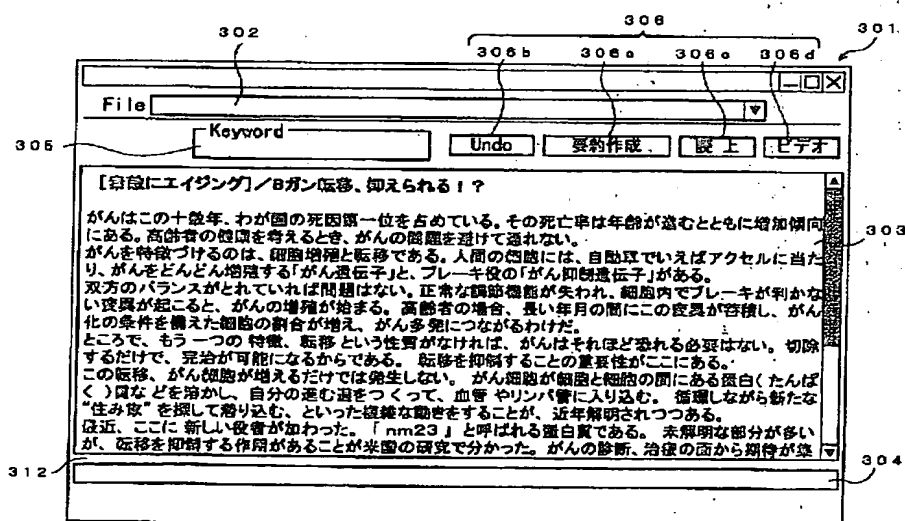 306
301
302
306b 306a 306c 306d
File
Keyword
305
Undo 要約作成 読上 ビデオ
[素敵にエイジング]/8ガン転移、抑えられる!?
がんはこの十数年、わが国の死因第一位を占めている。その死亡率は年齢が進むとともに増加傾向
303
にある。高齢者の健康を考えるとき、がんの問題を避けて通れない。
がんを特徴づけるのは、細胞増殖と転移である。人間の細胞には、自動車でいえばアクセルに当た
り、がんをどんどん増殖する「がん遺伝子」と、ブレーキ役の「がん抑制遺伝子」がある。
双方のバランスがとれていれば問題はない。正常な調節機能が失われ、細胞内でブレーキが利かな
い変異が起こると、がんの増殖が始まる。高齢者の場合、長い年月の間にこの変異が蓄積し、がん
化の条件を備えた細胞の割合が増え、がん多発につながるわけだ。
ところで、もう一つの 特徴、転移 という性質がなければ、がんはそれほど恐れる必要はない。切除
するだけで、完治が可能になるからである。 転移を抑制することの重要性がここにある。
この転移、がん細胞が増えるだけでは発生しない。 がん細胞が細胞と細胞の間にある蛋白(たんぱ
く )質な どを溶かし、自分の進む道をつくって、血管 やリンパ管に入り込む。 循環しながら新たな
“住み家”を探して潜り込む、といった複雑な動きをすることが、近年解明されつつある。
最近、ここに 新しい役者が加わった。「 nm23 」と呼ばれる蛋白質である。 未解明な部分が多い
が、転移を抑制する作用があることが米国の研究で分かった。がんの診断、治療の面から期待が
312
304